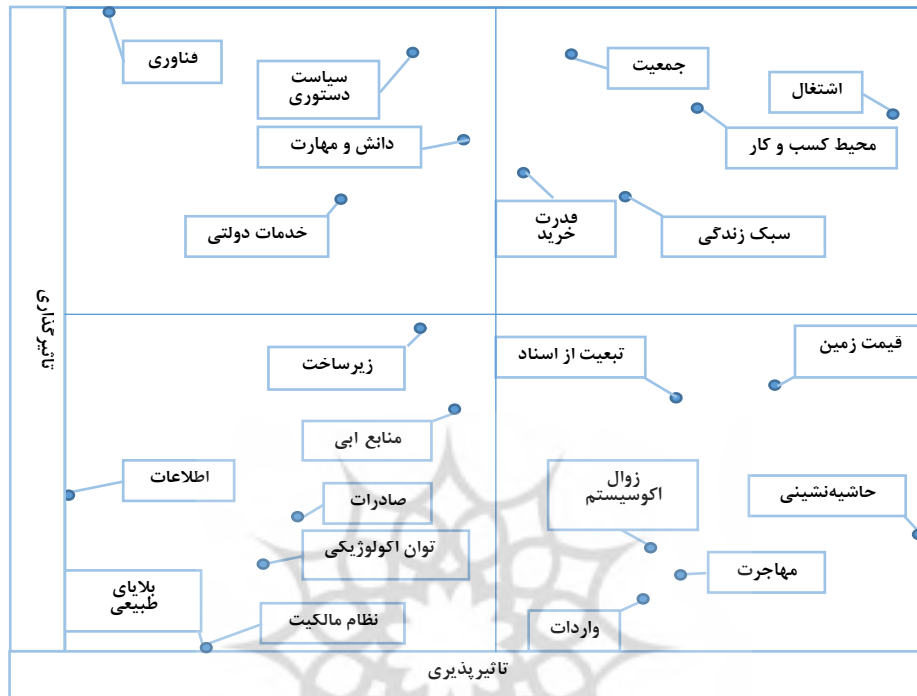 فناوری
سیاست
دستوری
جمعیت
اشتغال
دانش و مهارت
محیط کسب و کار
خدمات دولتی
قدرت
خرید
سبک زندگی
تاثیرگذاری
زیرساخت
تبعیت از اسناد
قیمت زمین
منابع ابی
اطلاعات
صادرات
زوال
اکوسیستم
حاشیه‌نشینی
توان اکولوژیکی
مهاجرت
بلایای
طبیعی
نظام مالکیت
واردات
تاثیرپذیری